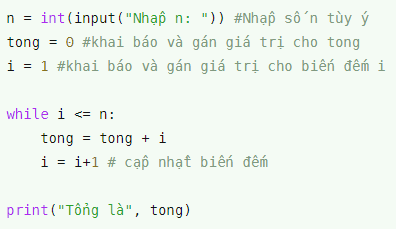 n = int(input("Nhập n: ")) #Nhập số n tùy ý
tong = 0 #khai báo và gán giá trị cho tong
i = 1 #khai báo và gán giá trị cho biến đếm i
while i <= n:
    tong = tong + i
    i = i+1 # cập nhật biến đếm
print("Tổng là", tong)